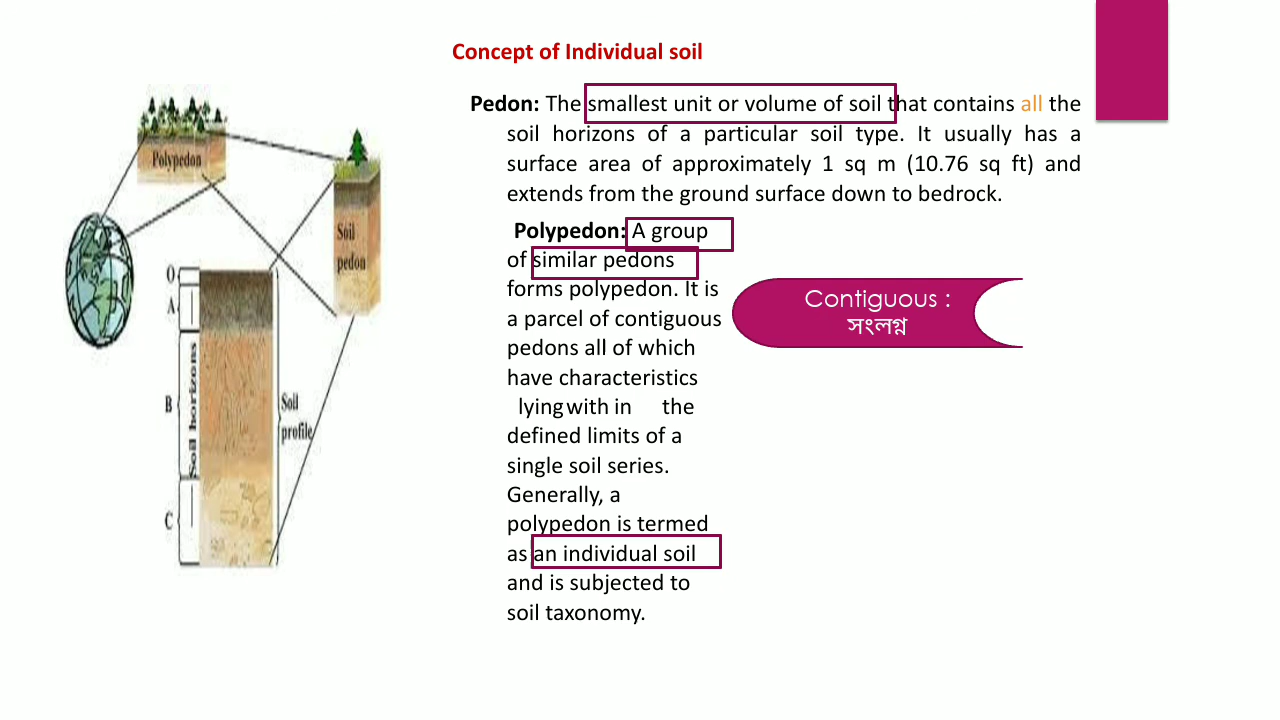 Concept of Individual soil
Pedon: The smallest unit or volume of soil that contains all the
soil horizons of a particular soil type. It usually has a
surface area of approximately 1 sq m (10.76 sq ft) and
extends from the ground surface down to bedrock.
Polypedon: A group
of similar pedons
forms polypedon. It is
a parcel of contiguous
pedons all of which
have characteristics
lying with in the
defined limits of a
single soil series.
Generally, a
polypedon is termed
as an individual soil
and is subjected to
soil taxonomy.
Contiguous :
সংলগ্ন
Polypedon
Soil
pedon
O
A
B
C
Soil horizons
Soil
profile